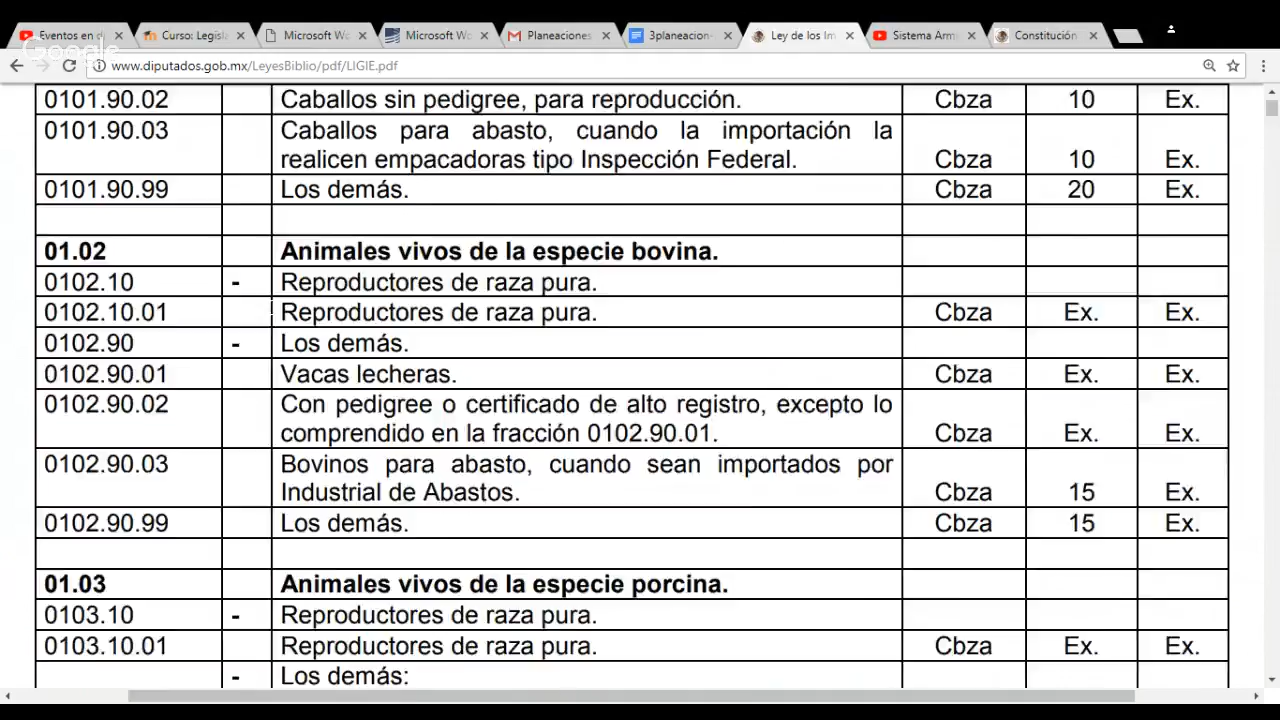 Eventos en d
Curso: Legisla
Microsoft Wo
Microsoft Wo
Planeaciones
3planeacion-
Ley de los Im
Sistema Arm
Constitución
Google
www.diputados.gob.mx/LeyesBiblio/pdf/LIGIE.pdf
0101.90.02 Caballos sin pedigree, para reproducción. Cbza 10 Ex.
0101.90.03 Caballos para abasto, cuando la importación la
realicen empacadoras tipo Inspección Federal. Cbza 10 Ex.
0101.90.99 Los demás. Cbza 20 Ex.
01.02 Animales vivos de la especie bovina.
0102.10 - Reproductores de raza pura.
0102.10.01 Reproductores de raza pura. Cbza Ex. Ex.
0102.90 - Los demás.
0102.90.01 Vacas lecheras. Cbza Ex. Ex.
0102.90.02 Con pedigree o certificado de alto registro, excepto lo
comprendido en la fracción 0102.90.01. Cbza Ex. Ex.
0102.90.03 Bovinos para abasto, cuando sean importados por
Industrial de Abastos. Cbza 15 Ex.
0102.90.99 Los demás. Cbza 15 Ex.
01.03 Animales vivos de la especie porcina.
0103.10 - Reproductores de raza pura.
0103.10.01 Reproductores de raza pura. Cbza Ex. Ex.
- Los demás: